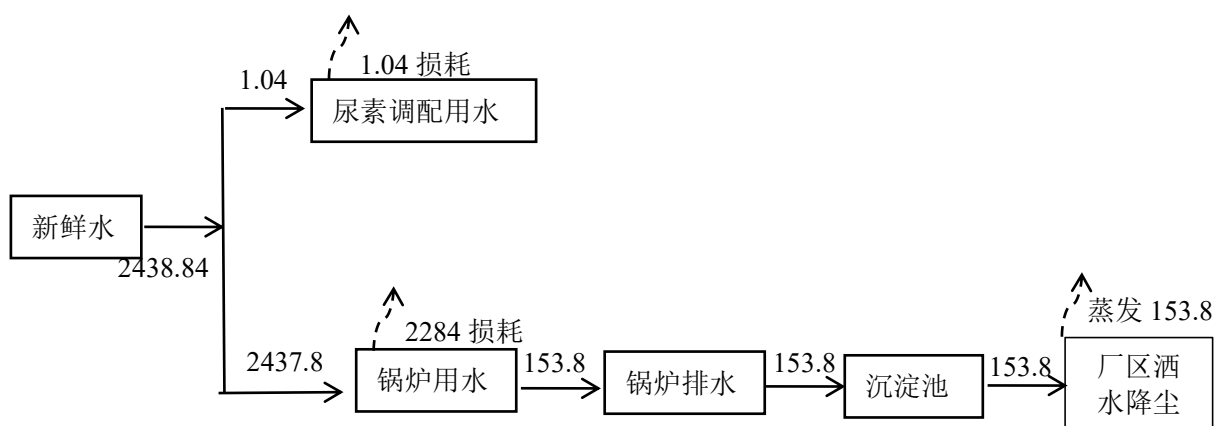 1.04
1.04 损耗
尿素调配用水
新鲜水
2438.84
2437.8
2284 损耗
锅炉用水
153.8
锅炉排水
153.8
沉淀池
153.8
蒸发 153.8
厂区洒
水降尘